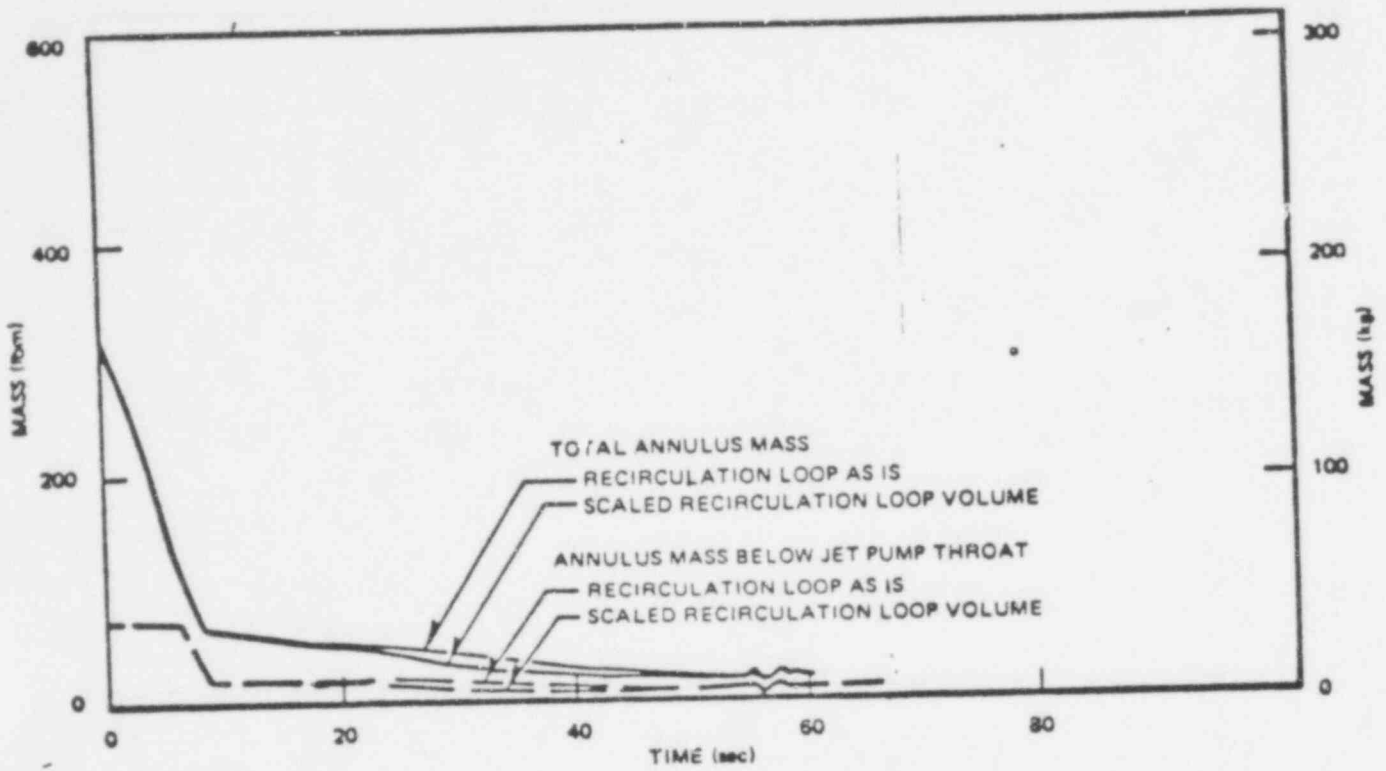 600
400
200
0
MASS (lbm)
300
200
100
0
MASS (kg)
TOTAL ANNULUS MASS
RECIRCULATION LOOP AS IS
SCALED RECIRCULATION LOOP VOLUME
ANNULUS MASS BELOW JET PUMP THROAT
RECIRCULATION LOOP AS IS
SCALED RECIRCULATION LOOP VOLUME
0 20 40 60 80
TIME (sec)